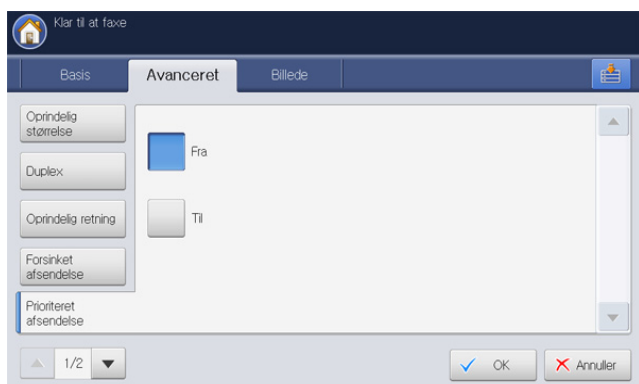 Klar til at faxe
Basis
Avanceret
Billede
Oprindelig
størrelse
Duplex
Oprindelig retning
Forsinket
afsendelse
Prioriteret
afsendelse
Fra
Til
1/2
OK
Annuller